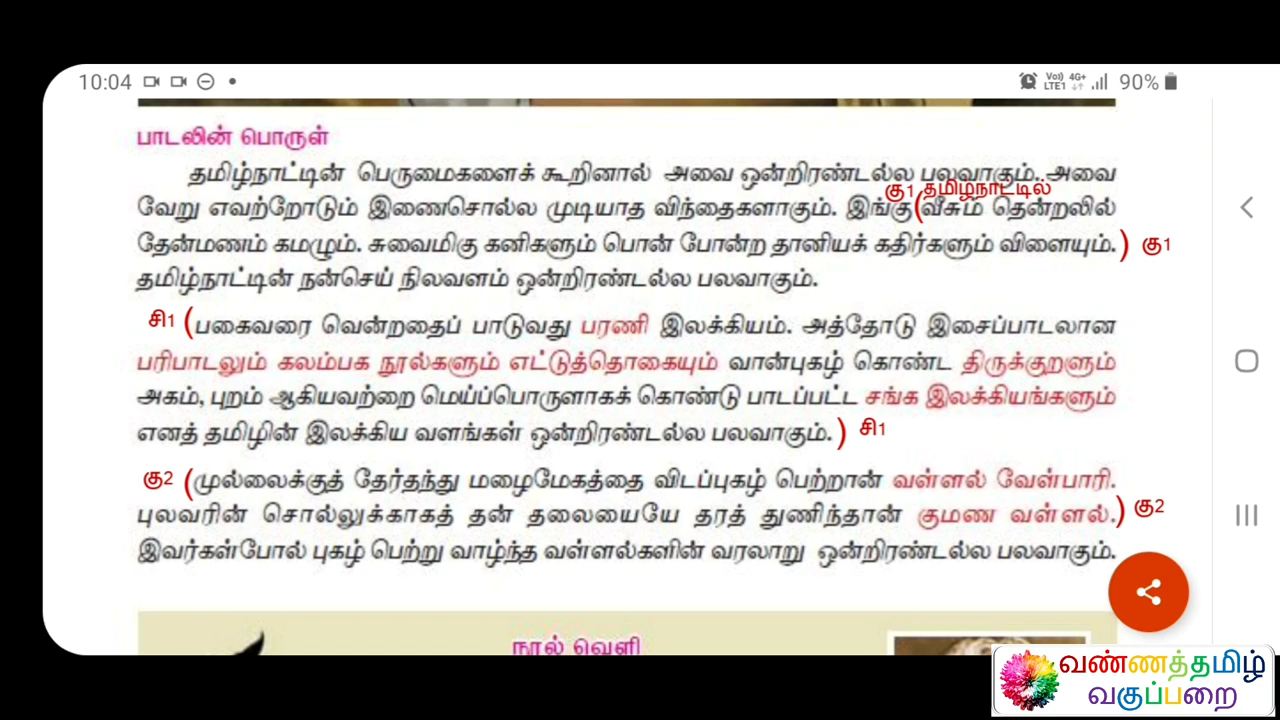 10:04 Vo)) LTE1 4G+ 90%
பாடலின் பொருள்
தமிழ்நாட்டின் பெருமைகளைக் கூறினால் அவை ஒன்றிரண்டல்ல பலவாகும். அவை
கு1 தமிழ்நாட்டில்
வேறு எவற்றோடும் இணைசொல்ல முடியாத விந்தைகளாகும். இங்கு (வீசும் தென்றலில்
தேன்மணம் கமழும். சுவைமிகு கனிகளும் பொன் போன்ற தானியக் கதிர்களும் விளையும்.) கு1
தமிழ்நாட்டின் நன்செய் நிலவளம் ஒன்றிரண்டல்ல பலவாகும்.
சி1 (பகைவரை வென்றதைப் பாடுவது பரணி இலக்கியம். அத்தோடு இசைப்பாடலான
பரிபாடலும் கலம்பக நூல்களும் எட்டுத்தொகையும் வான்புகழ் கொண்ட திருக்குறளும்
அகம், புறம் ஆகியவற்றை மெய்ப்பொருளாகக் கொண்டு பாடப்பட்ட சங்க இலக்கியங்களும்
எனத் தமிழின் இலக்கிய வளங்கள் ஒன்றிரண்டல்ல பலவாகும்.) சி1
கு2 (முல்லைக்குத் தேர்தந்து மழைமேகத்தை விடப்புகழ் பெற்றான் வள்ளல் வேள்பாரி.
புலவரின் சொல்லுக்காகத் தன் தலையையே தரத் துணிந்தான் குமண வள்ளல்.) கு2
இவர்கள்போல் புகழ் பெற்று வாழ்ந்த வள்ளல்களின் வரலாறு ஒன்றிரண்டல்ல பலவாகும்.
நூல் வெளி
வண்ணத்தமிழ்
வகுப்பறை